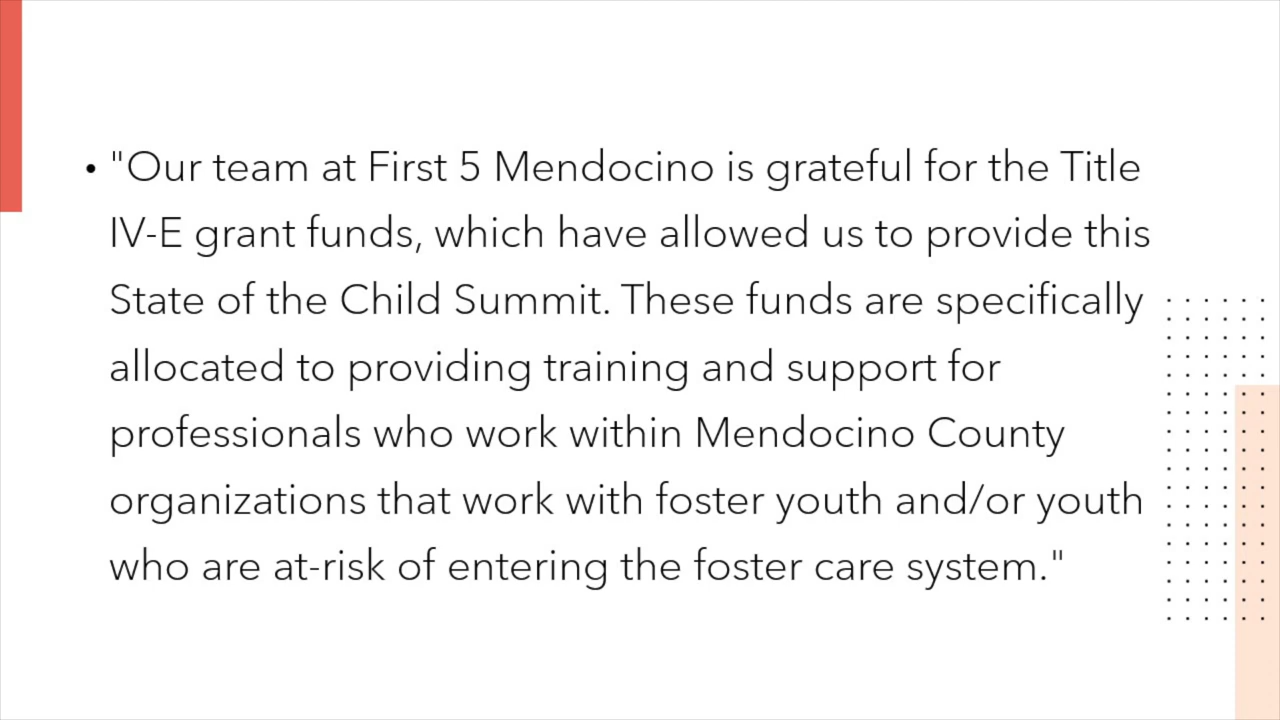 • "Our team at First 5 Mendocino is grateful for the Title
IV-E grant funds, which have allowed us to provide this
State of the Child Summit. These funds are specifically
allocated to providing training and support for
professionals who work within Mendocino County
organizations that work with foster youth and/or youth
who are at-risk of entering the foster care system."